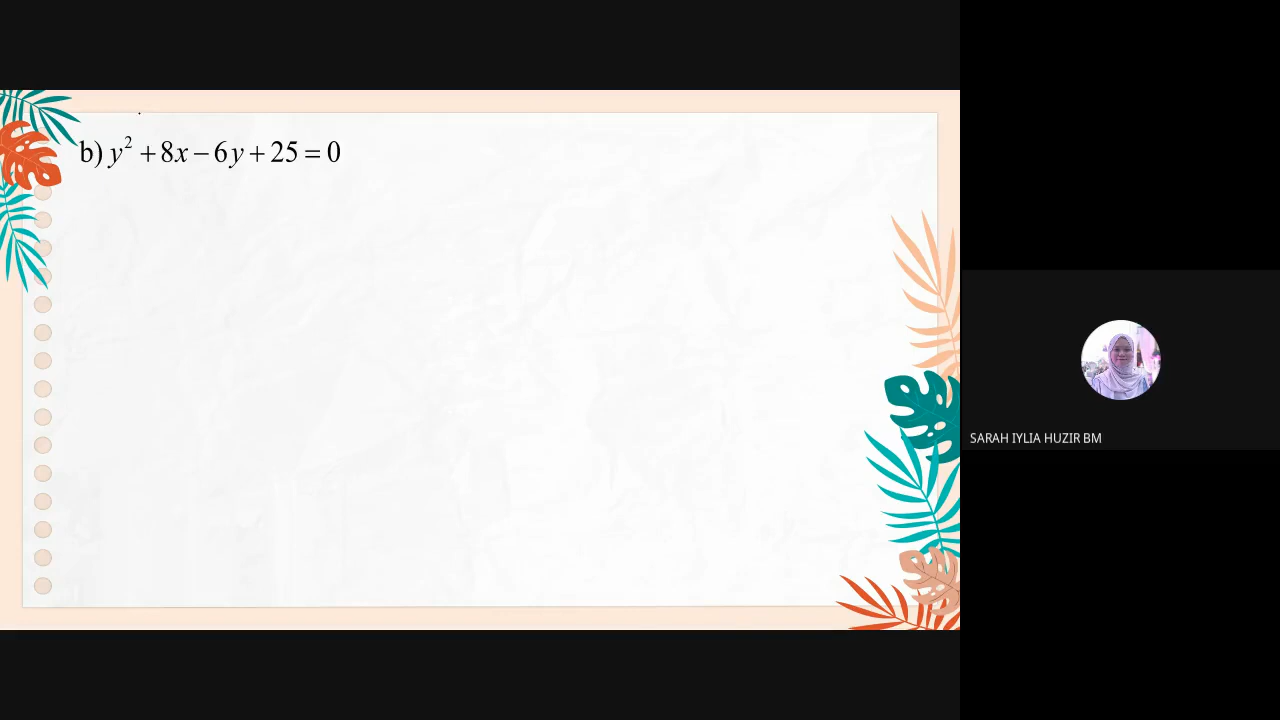 b) y² + 8x − 6y + 25 = 0
SARAH IYLIA HUZIR BM